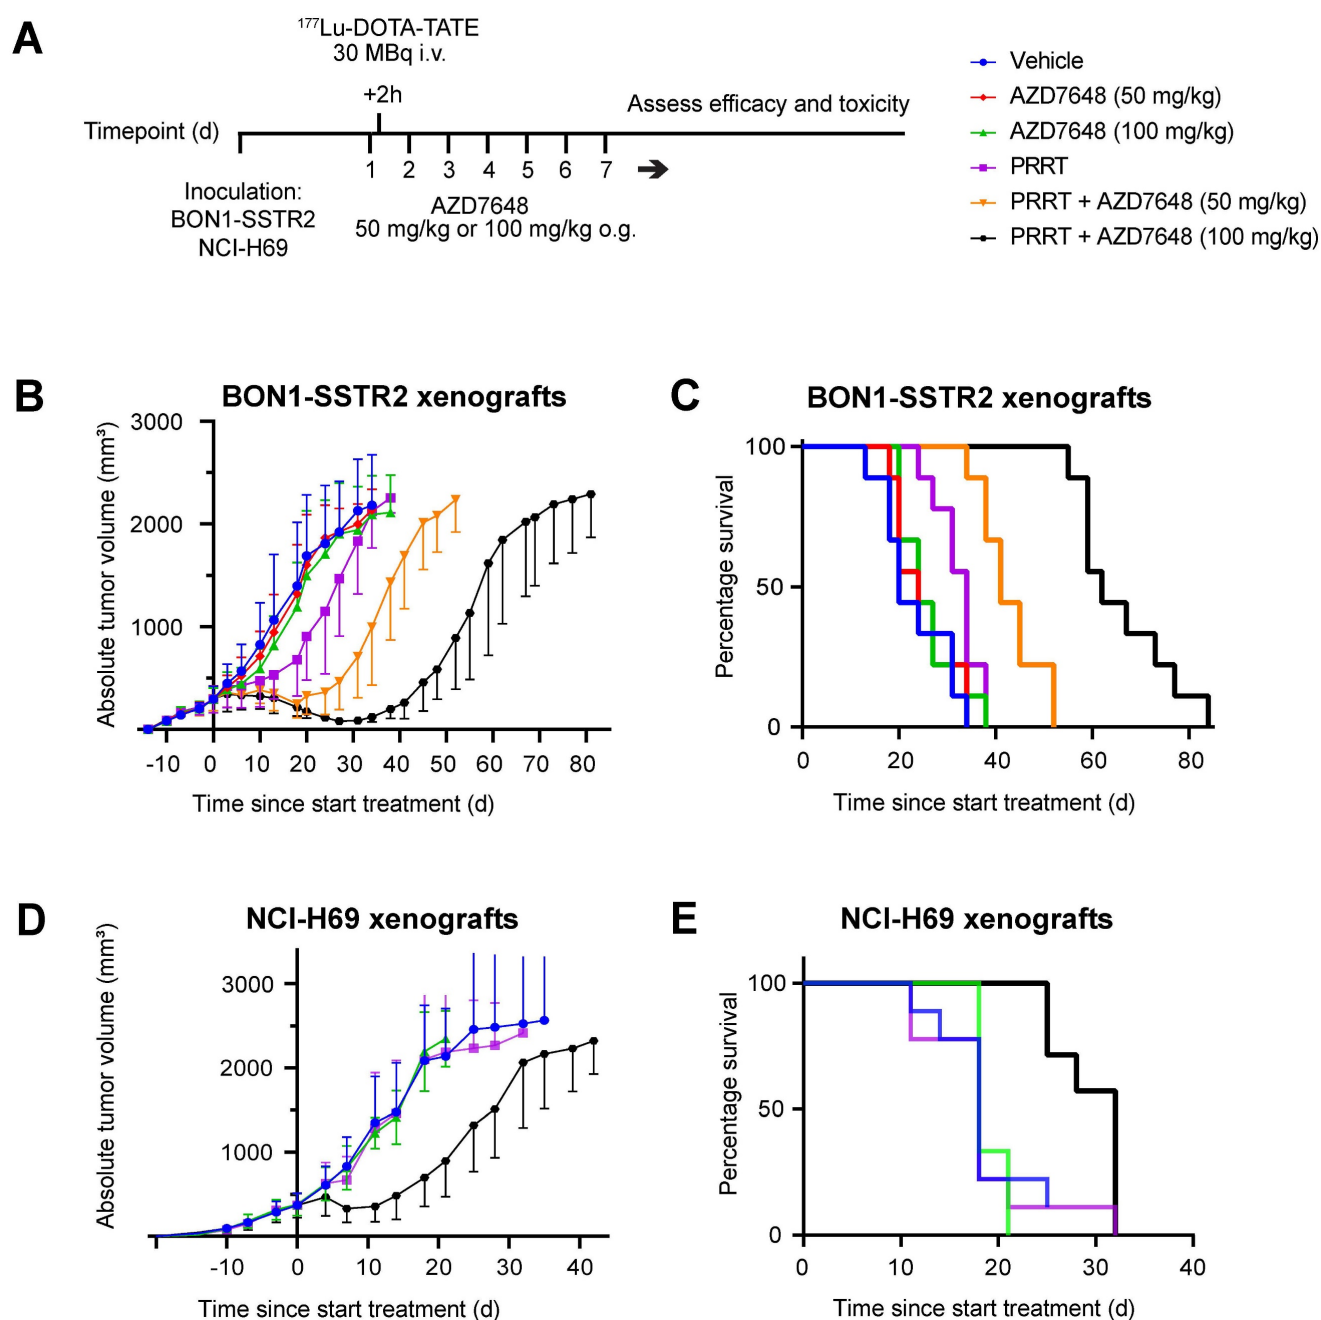 A
¹⁷⁷Lu-DOTA-TATE
30 MBq i.v.
+2h
Assess efficacy and toxicity
Timepoint (d)
1 2 3 4 5 6 7
Inoculation:
BON1-SSTR2
NCI-H69
AZD7648
50 mg/kg or 100 mg/kg o.g.
Vehicle
AZD7648 (50 mg/kg)
AZD7648 (100 mg/kg)
PRRT
PRRT + AZD7648 (50 mg/kg)
PRRT + AZD7648 (100 mg/kg)
B
BON1-SSTR2 xenografts
Absolute tumor volume (mm³)
3000
2000
1000
-10 0 10 20 30 40 50 60 70 80
Time since start treatment (d)
C
BON1-SSTR2 xenografts
Percentage survival
100
50
0
0 20 40 60 80
Time since start treatment (d)
D
NCI-H69 xenografts
Absolute tumor volume (mm³)
3000
2000
1000
-10 0 10 20 30 40
Time since start treatment (d)
E
NCI-H69 xenografts
Percentage survival
100
50
0
0 10 20 30 40
Time since start treatment (d)